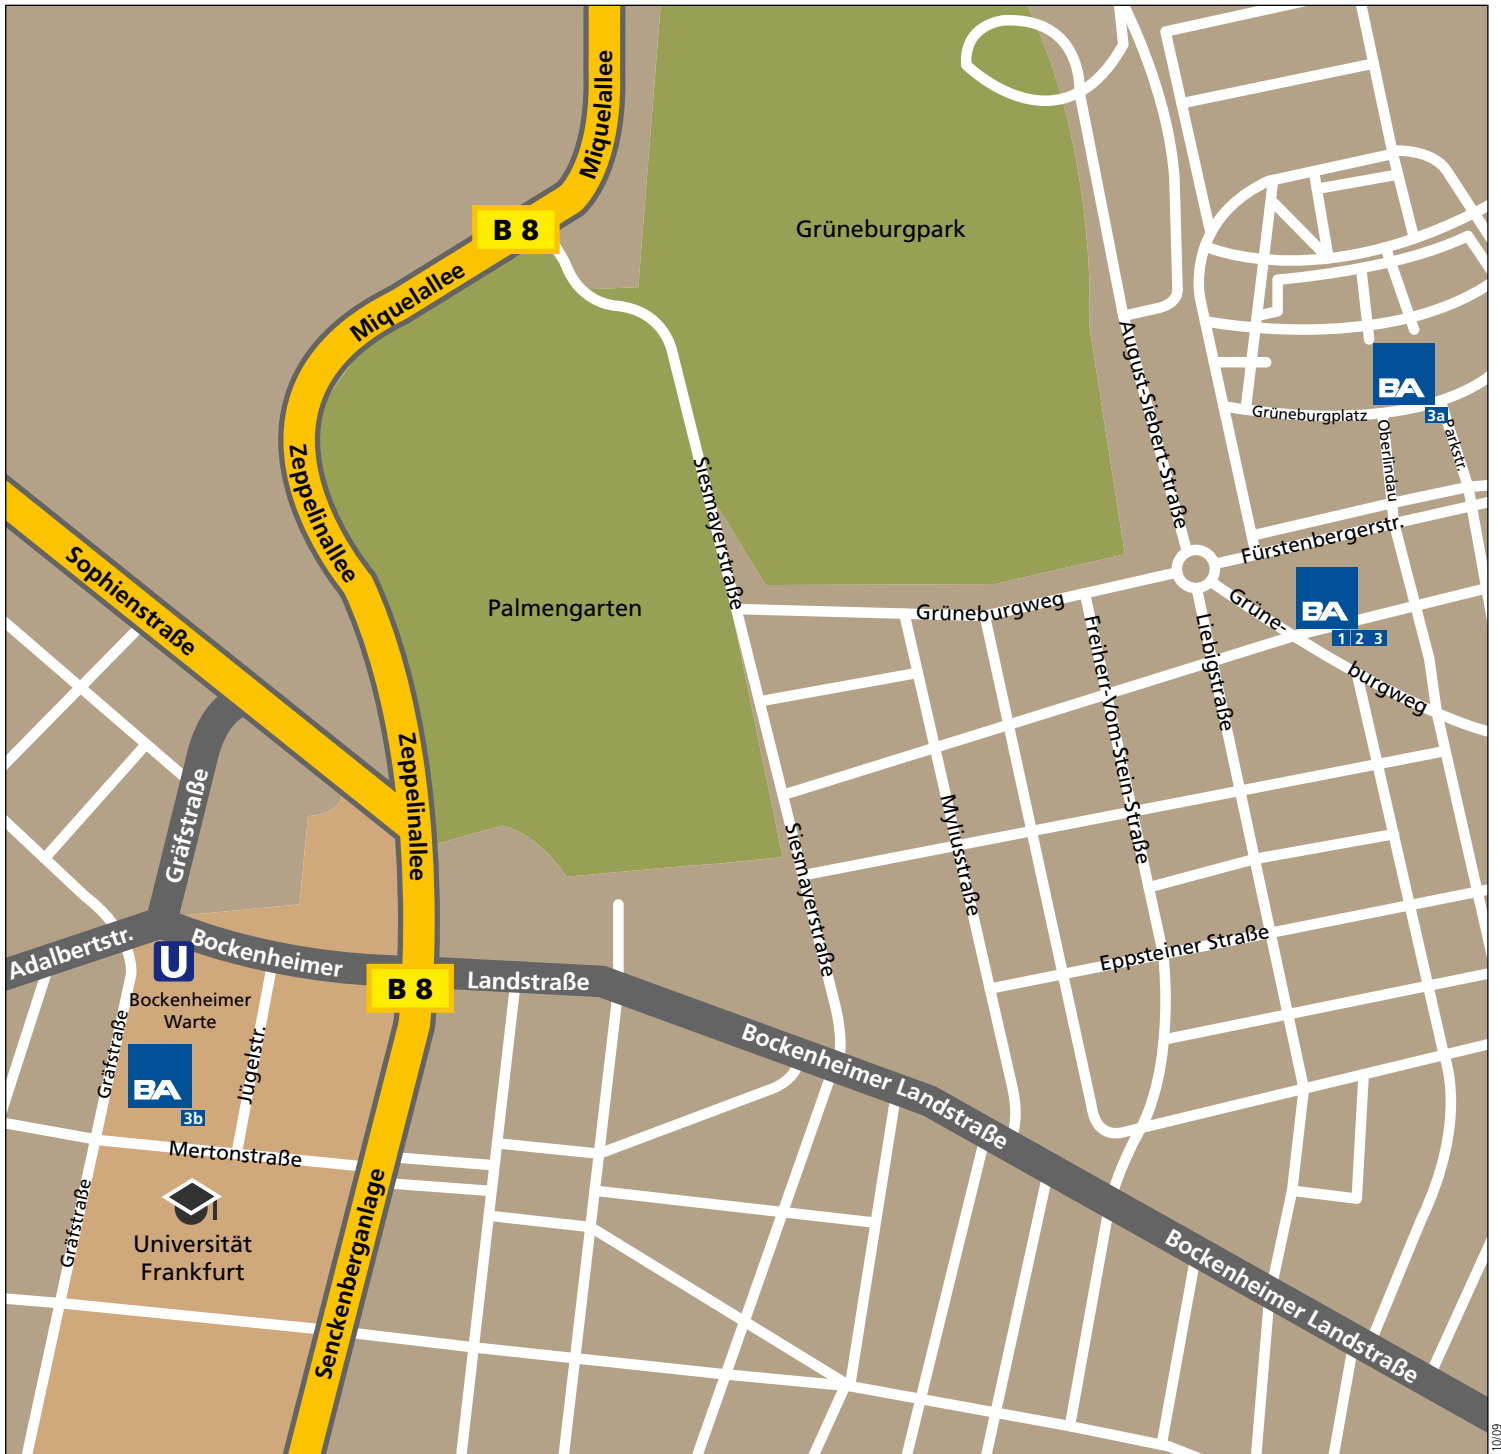 Miquelallee
B 8
Miquelallee
Grüneburgpark
August-Siebert-Straße
BA
3a
Grüneburgplatz
Oberlindau
Parkstr.
Zeppelinallee
Siesmayerstraße
Sophienstraße
Palmengarten
Fürstenbergerstr.
Grüneburgweg
BA
1 2 3
Grüne-
burgweg
Freiherr-Vom-Stein-Straße
Liebigstraße
Zeppelinallee
Gräfstraße
Myliusstraße
Siesmayerstraße
Adalbertstr.
U
Bockenheimer
B 8
Landstraße
Eppsteiner Straße
Bockenheimer
Warte
Gräfstraße
Jügelstr.
BA
3b
Bockenheimer Landstraße
Mertonstraße
Gräfstraße
Universität
Frankfurt
Senckenberganlage
Bockenheimer Landstraße
10/09